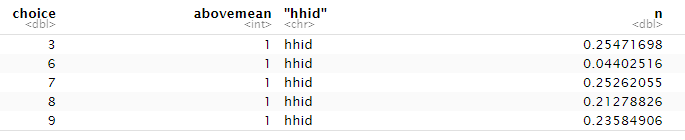 choice abovemean "hhid" n
<dbl> <int> <chr> <dbl>
3 1 hhid 0.25471698
6 1 hhid 0.04402516
7 1 hhid 0.25262055
8 1 hhid 0.21278826
9 1 hhid 0.23584906